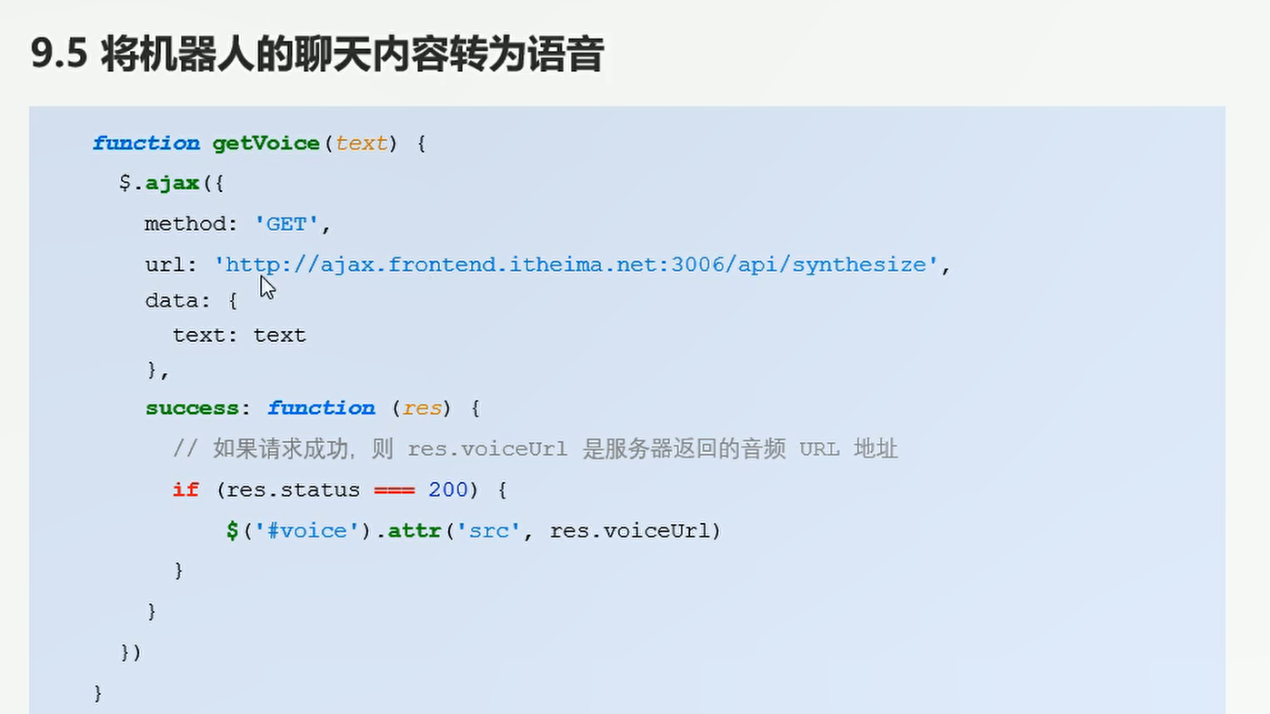 9.5 将机器人的聊天内容转为语音
function getVoice(text) {
$.ajax({
method: 'GET',
url: 'http://ajax.frontend.itheima.net:3006/api/synthesize',
data: {
text: text
},
success: function (res) {
// 如果请求成功，则 res.voiceUrl 是服务器返回的音频 URL 地址
if (res.status === 200) {
$('#voice').attr('src', res.voiceUrl)
}
}
})
}